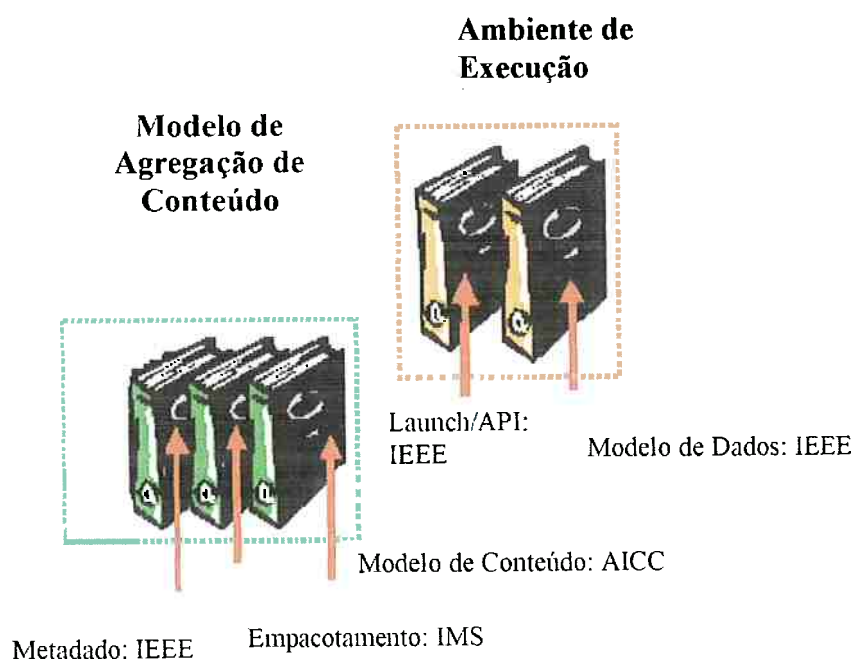 Ambiente de
Execução
Modelo de
Agregação de
Conteúdo
Launch/API:
IEEE
Modelo de Dados: IEEE
Modelo de Conteúdo: AICC
Metadado: IEEE
Empacotamento: IMS